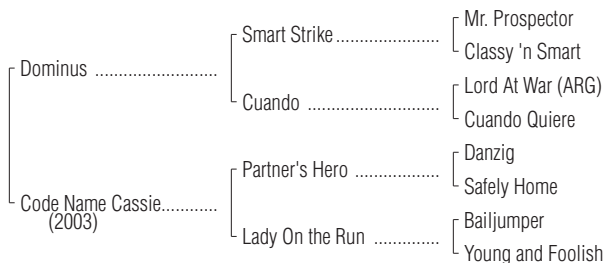 Mr. Prospector
Smart Strike ..................
Classy 'n Smart
Dominus .............................
Lord At War (ARG)
Cuando ...............................
Cuando Quiere
Danzig
Partner's Hero ....................
Safely Home
Code Name Cassie.............
(2003)
Bailjumper
Lady On the Run ...............
Young and Foolish